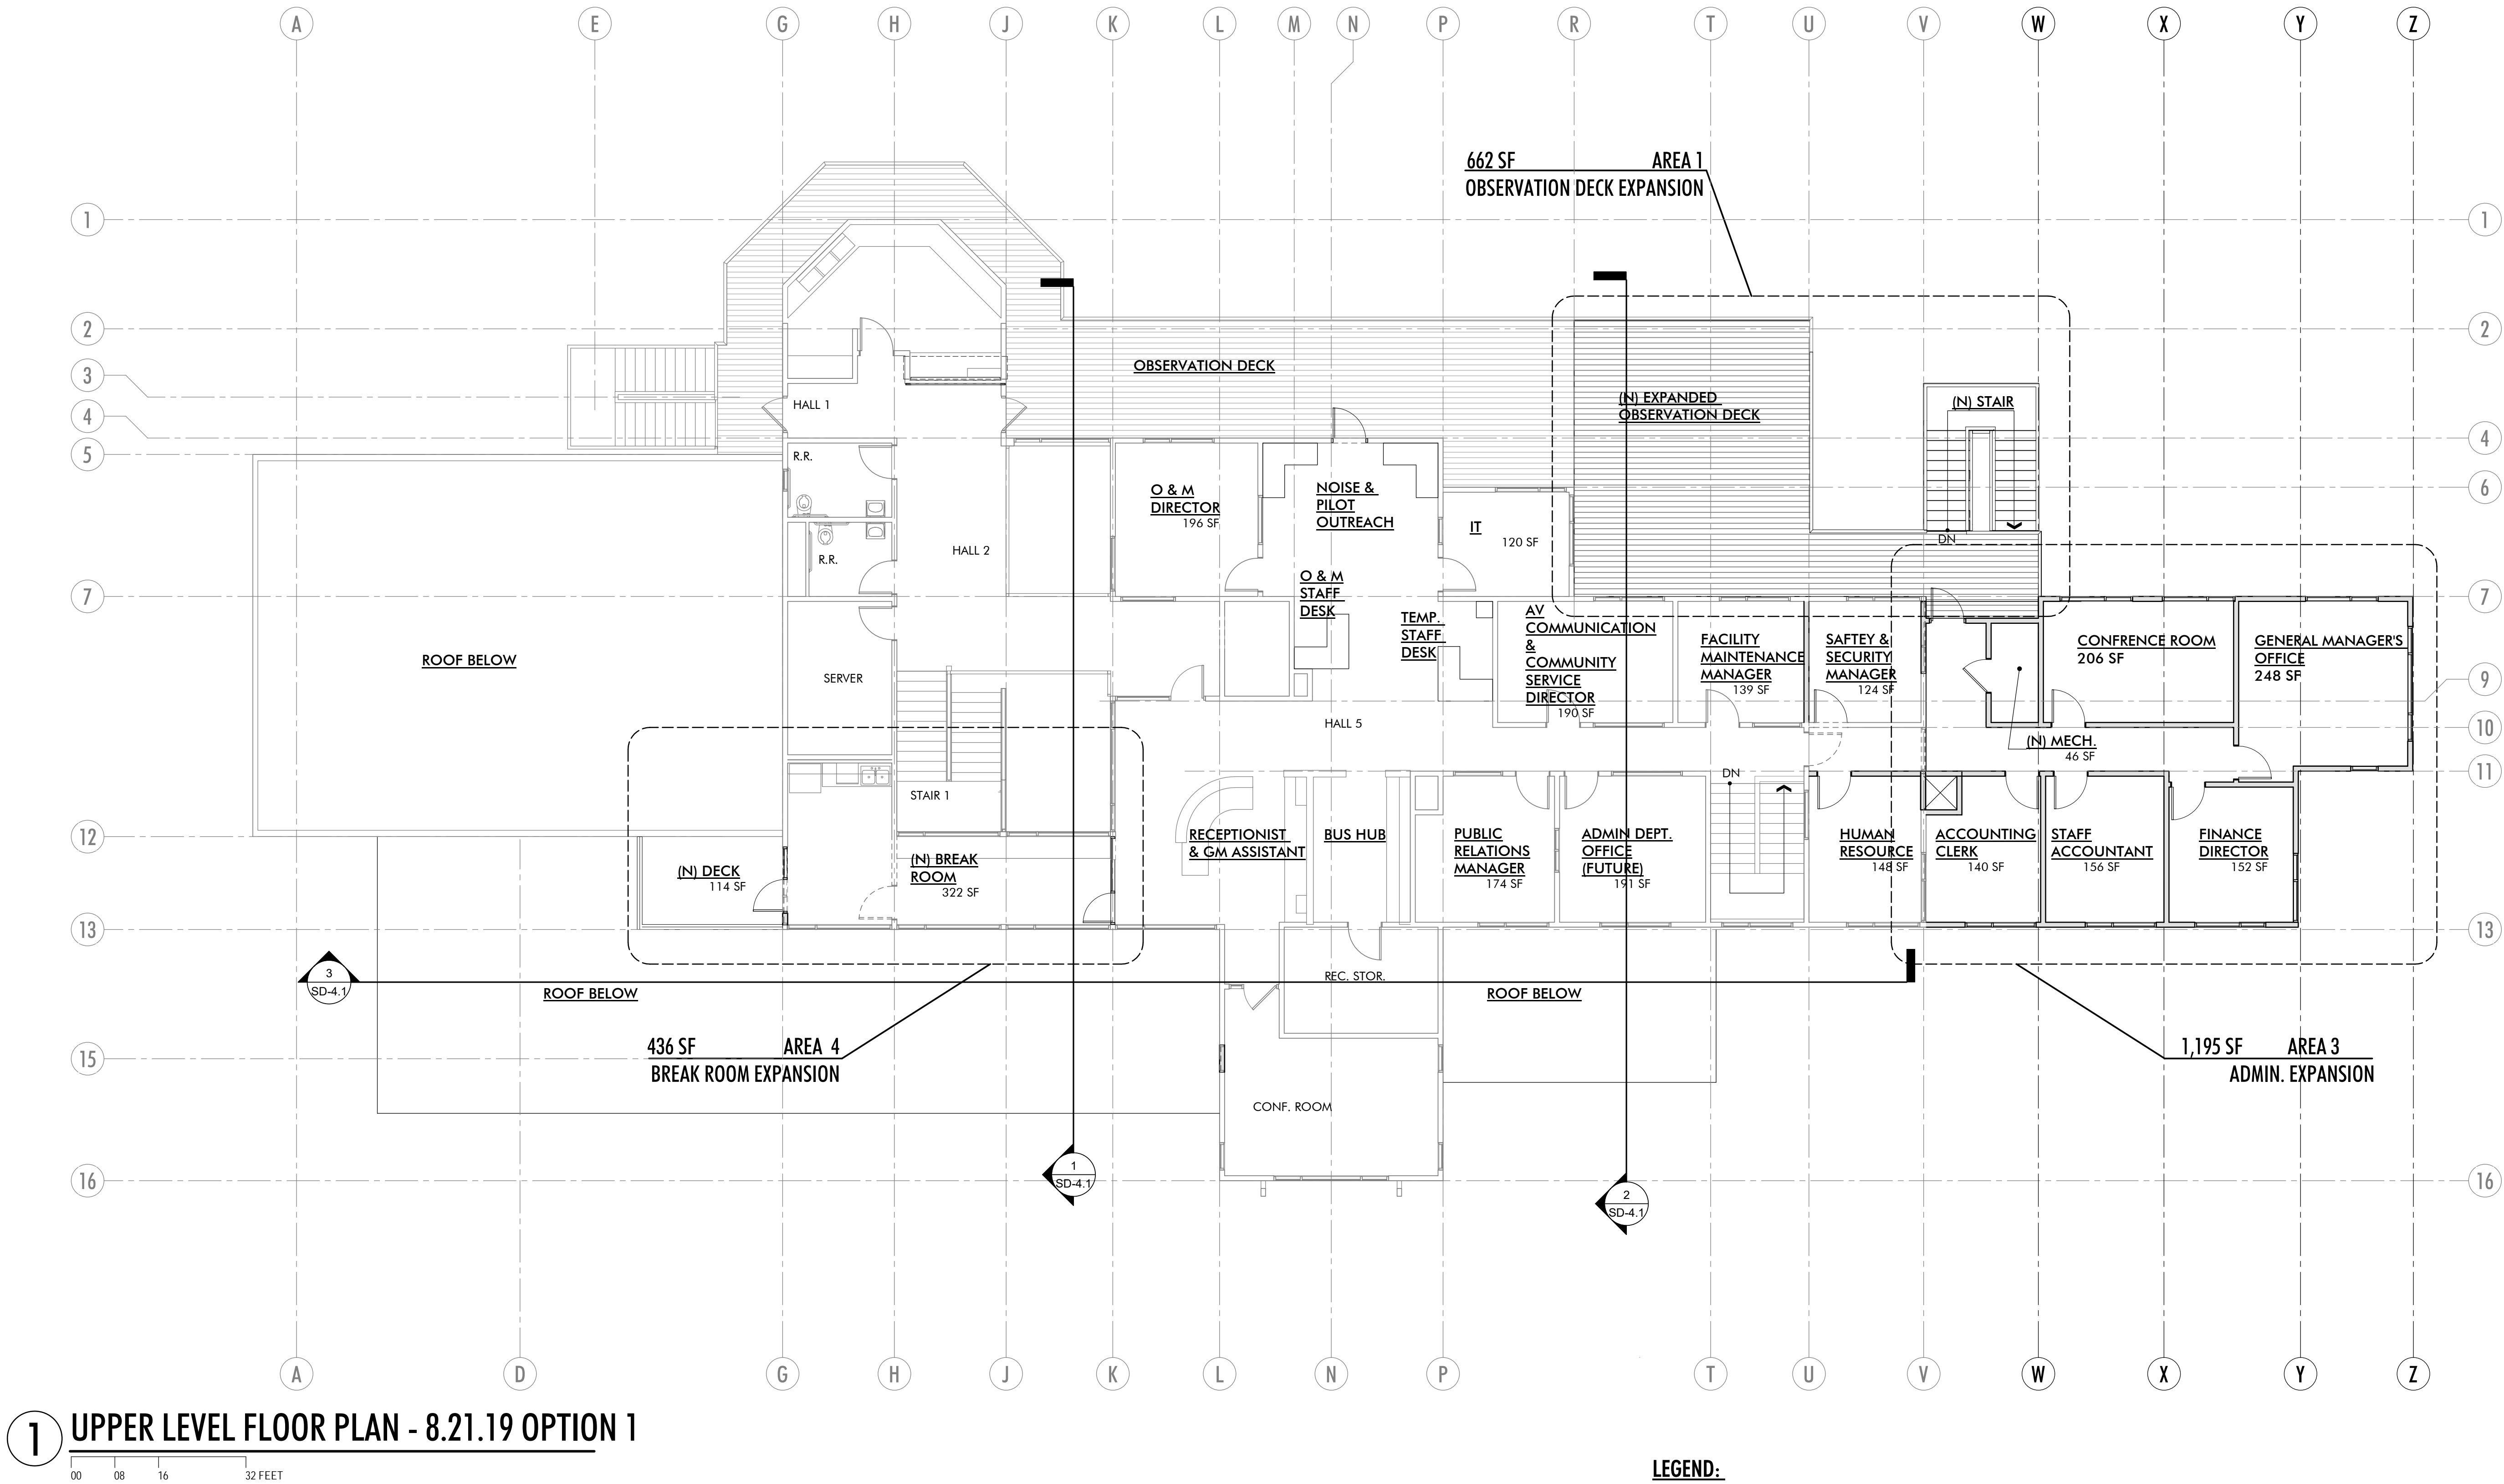 A E G H J K L M N P R T U V W X Y Z
662 SF AREA 1
OBSERVATION DECK EXPANSION
1 1
2 2
OBSERVATION DECK
3
(N) EXPANDED
OBSERVATION DECK
(N) STAIR
HALL 1
4 4
5
R.R.
6
O & M
DIRECTOR
196 SF
NOISE &
PILOT
OUTREACH
IT
120 SF
DN
HALL 2
R.R.
7 7
O & M
STAFF
DESK
TEMP.
STAFF
DESK
AV
COMMUNICATION
&
COMMUNITY
SERVICE
DIRECTOR
190 SF
FACILITY
MAINTENANCE
MANAGER
139 SF
SAFTEY &
SECURITY
MANAGER
124 SF
CONFRENCE ROOM
206 SF
GENERAL MANAGER'S
OFFICE
248 SF
ROOF BELOW
SERVER
9
HALL 5
10
(N) MECH.
46 SF
11
DN
STAIR 1
12
RECEPTIONIST
& GM ASSISTANT
BUS HUB
PUBLIC
RELATIONS
MANAGER
174 SF
ADMIN DEPT.
OFFICE
(FUTURE)
191 SF
HUMAN
RESOURCE
148 SF
ACCOUNTING
CLERK
140 SF
STAFF
ACCOUNTANT
156 SF
FINANCE
DIRECTOR
152 SF
(N) DECK
114 SF
(N) BREAK
ROOM
322 SF
13 13
3
SD-4.1
ROOF BELOW
REC. STOR.
ROOF BELOW
436 SF AREA 4
BREAK ROOM EXPANSION
1,195 SF AREA 3
ADMIN. EXPANSION
15
CONF. ROOM
1
SD-4.1
16 16
2
SD-4.1
A D G H J K L N P T U V W X Y Z
1 UPPER LEVEL FLOOR PLAN - 8.21.19 OPTION 1
00 08 16 32 FEET
LEGEND: